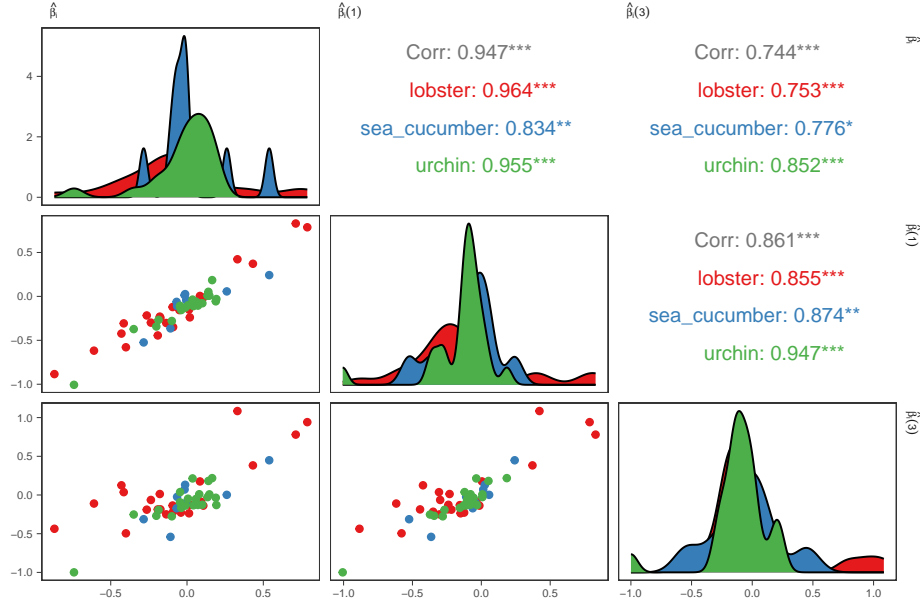 β̂ᵢ β̂ᵢ(1) β̂ᵢ(3)
β̂ᵢ
4
2
0
Corr: 0.947***
lobster: 0.964***
sea_cucumber: 0.834**
urchin: 0.955***
Corr: 0.744***
lobster: 0.753***
sea_cucumber: 0.776*
urchin: 0.852***
β̂ᵢ(1)
0.5
0.0
−0.5
−1.0
Corr: 0.861***
lobster: 0.855***
sea_cucumber: 0.874**
urchin: 0.947***
β̂ᵢ(3)
1.0
0.5
0.0
−0.5
−1.0
−0.5 0.0 0.5
−1.0 −0.5 0.0 0.5
−1.0 −0.5 0.0 0.5 1.0